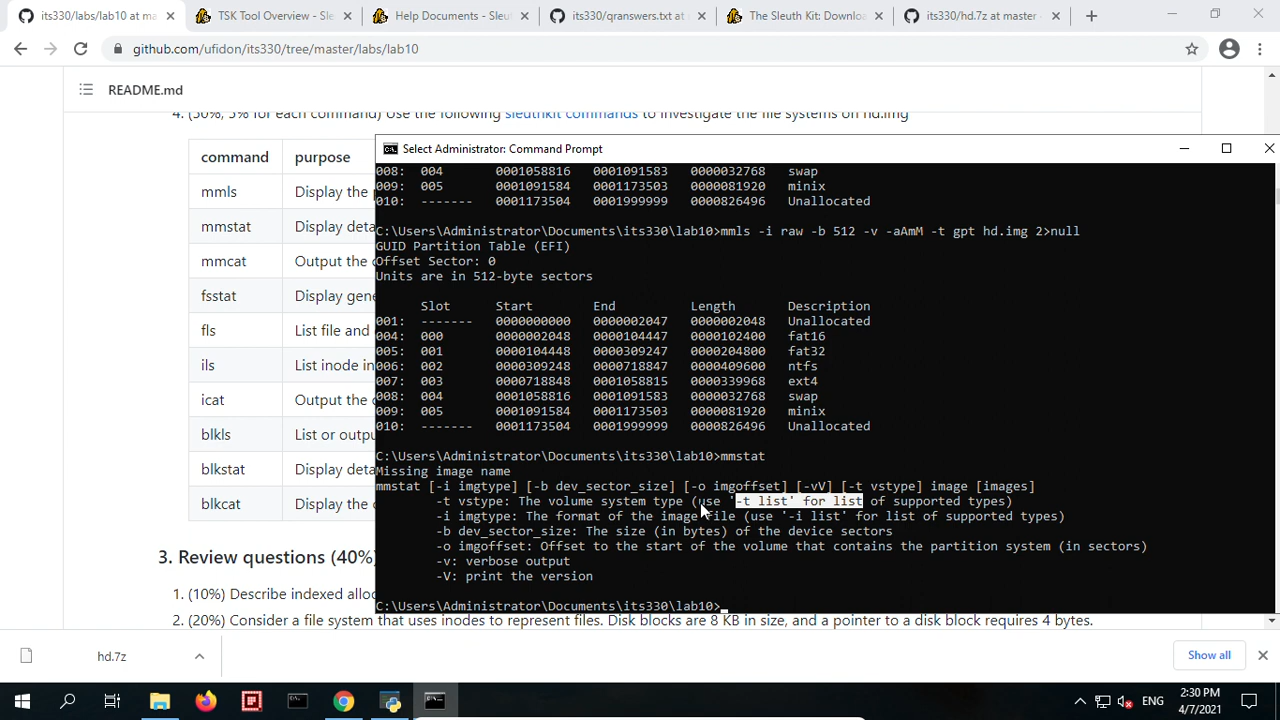 its330/labs/lab10 at ma
TSK Tool Overview - Sle
Help Documents - Sleuth
its330/qranswers.txt at
The Sleuth Kit: Downloa
its330/hd.7z at master
github.com/ufidon/its330/tree/master/labs/lab10
README.md
4. (50%, 5% for each command) Use the following sleuthkit commands to investigate the file systems on hd.img
command purpose
mmls Display the
mmstat Display deta
mmcat Output the
fsstat Display gene
fls List file and
ils List inode in
icat Output the
blkls List or outpu
blkstat Display deta
blkcat Display
3. Review questions (40%)
1. (10%) Describe indexed alloc
2. (20%) Consider a file system that uses inodes to represent files. Disk blocks are 8 KB in size, and a pointer to a disk block requires 4 bytes.
Select Administrator: Command Prompt
008: 004 0001058816 0001091583 0000032768 swap
009: 005 0001091584 0001173503 0000081920 minix
010: ------- 0001173504 0001999999 0000826496 Unallocated
C:\Users\Administrator\Documents\its330\lab10>mmls -i raw -b 512 -v -aAmM -t gpt hd.img 2>null
GUID Partition Table (EFI)
Offset Sector: 0
Units are in 512-byte sectors
Slot Start End Length Description
001: ------- 0000000000 0000002047 0000002048 Unallocated
004: 000 0000002048 0000104447 0000102400 fat16
005: 001 0000104448 0000309247 0000204800 fat32
006: 002 0000309248 0000718847 0000409600 ntfs
007: 003 0000718848 0001058815 0000339968 ext4
008: 004 0001058816 0001091583 0000032768 swap
009: 005 0001091584 0001173503 0000081920 minix
010: ------- 0001173504 0001999999 0000826496 Unallocated
C:\Users\Administrator\Documents\its330\lab10>mmstat
Missing image name
mmstat [-i imgtype] [-b dev_sector_size] [-o imgoffset] [-vV] [-t vstype] image [images]
-t vstype: The volume system type (use '-t list' for list of supported types)
-i imgtype: The format of the image file (use '-i list' for list of supported types)
-b dev_sector_size: The size (in bytes) of the device sectors
-o imgoffset: Offset to the start of the volume that contains the partition system (in sectors)
-v: verbose output
-V: print the version
C:\Users\Administrator\Documents\its330\lab10>
hd.7z
Show all
ENG
2:30 PM
4/7/2021